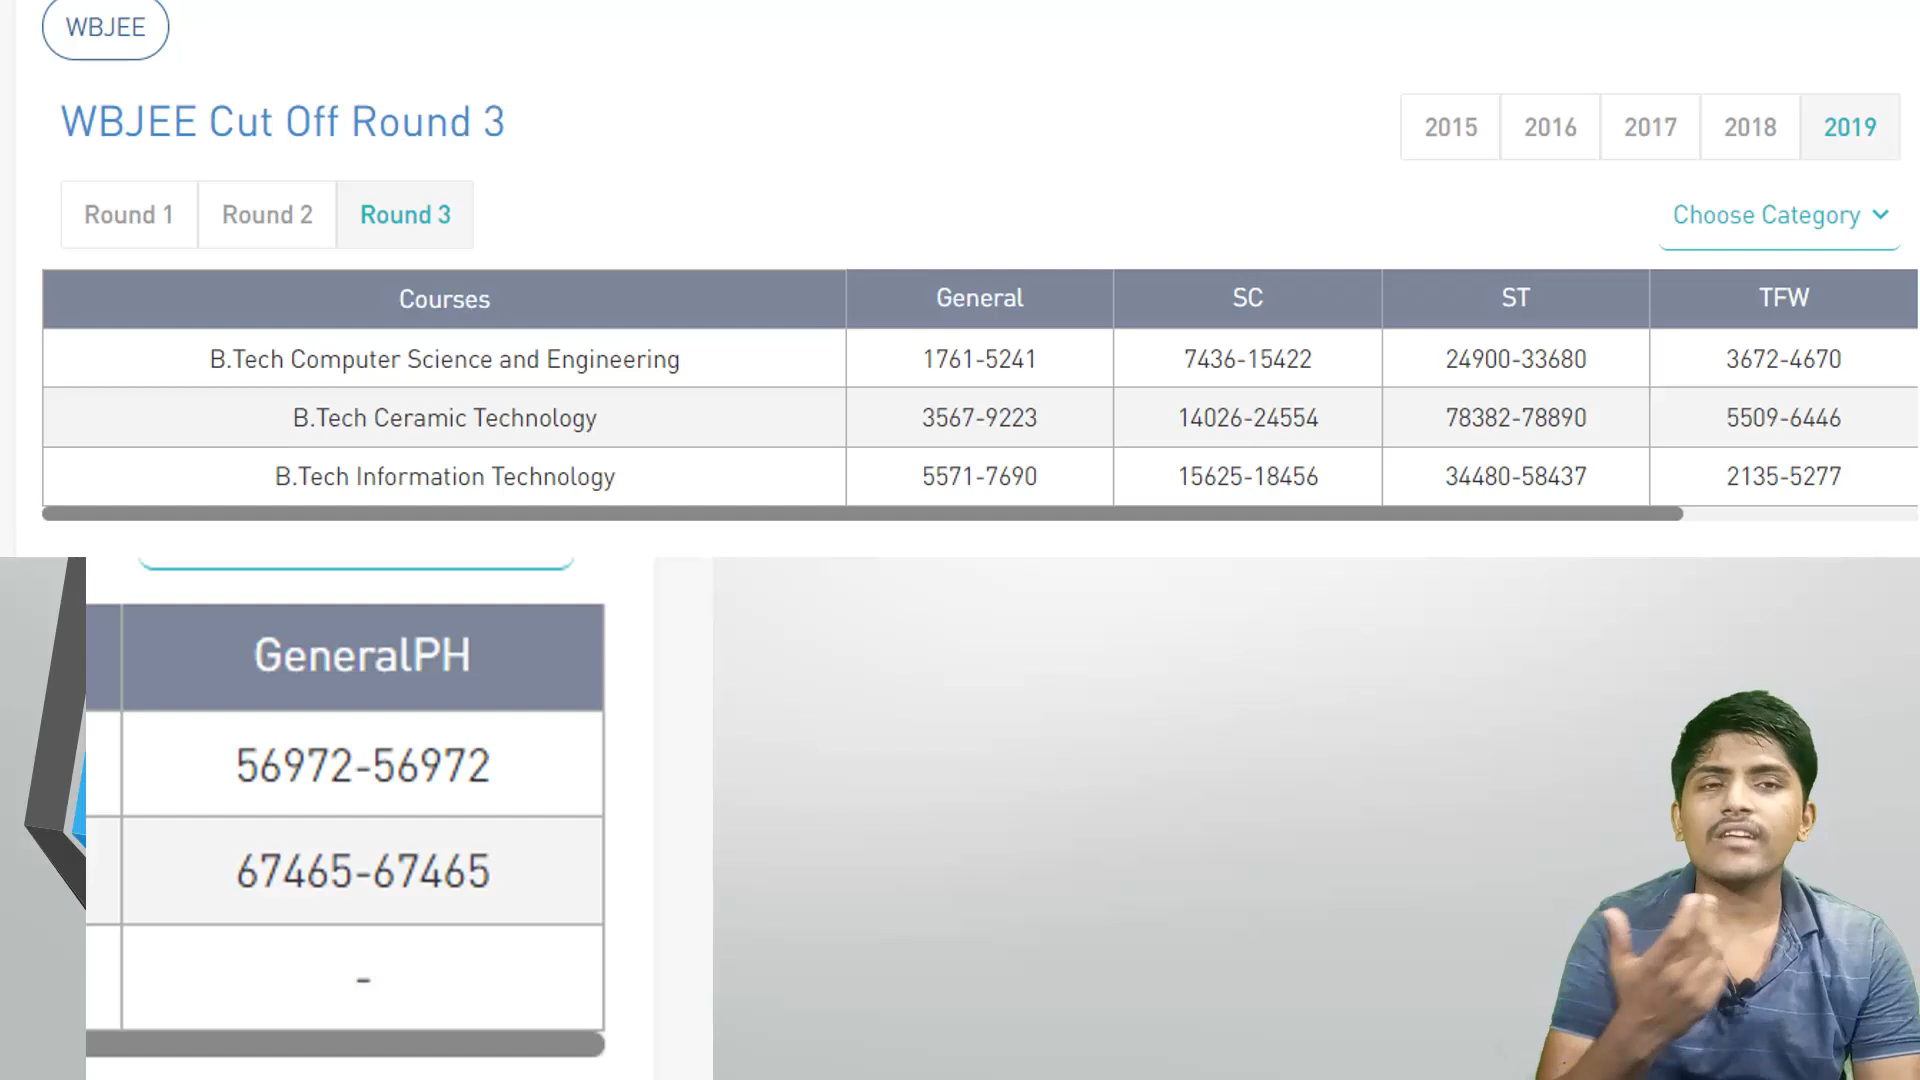 WBJEE
WBJEE Cut Off Round 3
2015 2016 2017 2018 2019
Round 1 Round 2 Round 3
Choose Category
Courses General SC ST TFW
B.Tech Computer Science and Engineering 1761-5241 7436-15422 24900-33680 3672-4670
B.Tech Ceramic Technology 3567-9223 14026-24554 78382-78890 5509-6446
B.Tech Information Technology 5571-7690 15625-18456 34480-58437 2135-5277
GeneralPH
56972-56972
67465-67465
-